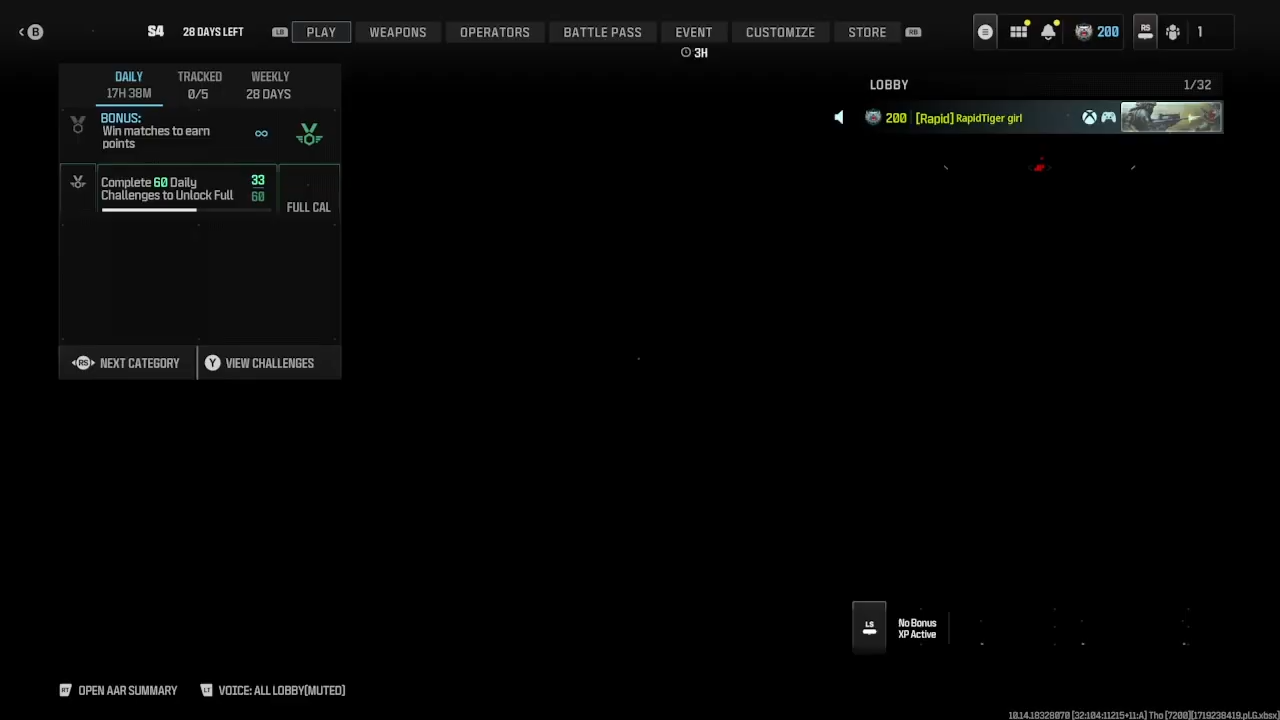 B
S4
28 DAYS LEFT
LB
PLAY
WEAPONS
OPERATORS
BATTLE PASS
EVENT
CUSTOMIZE
STORE
RB
200
RS
1
3H
DAILY
17H 38M
TRACKED
0/5
WEEKLY
28 DAYS
LOBBY
1/32
BONUS:
Win matches to earn
points
∞
200 [Rapid] RapidTiger girl
Complete 60 Daily
Challenges to Unlock Full
33
60
FULL CAL
RS NEXT CATEGORY
Y VIEW CHALLENGES
LS
No Bonus
XP Active
RT OPEN AAR SUMMARY
LT VOICE: ALL LOBBY(MUTED)